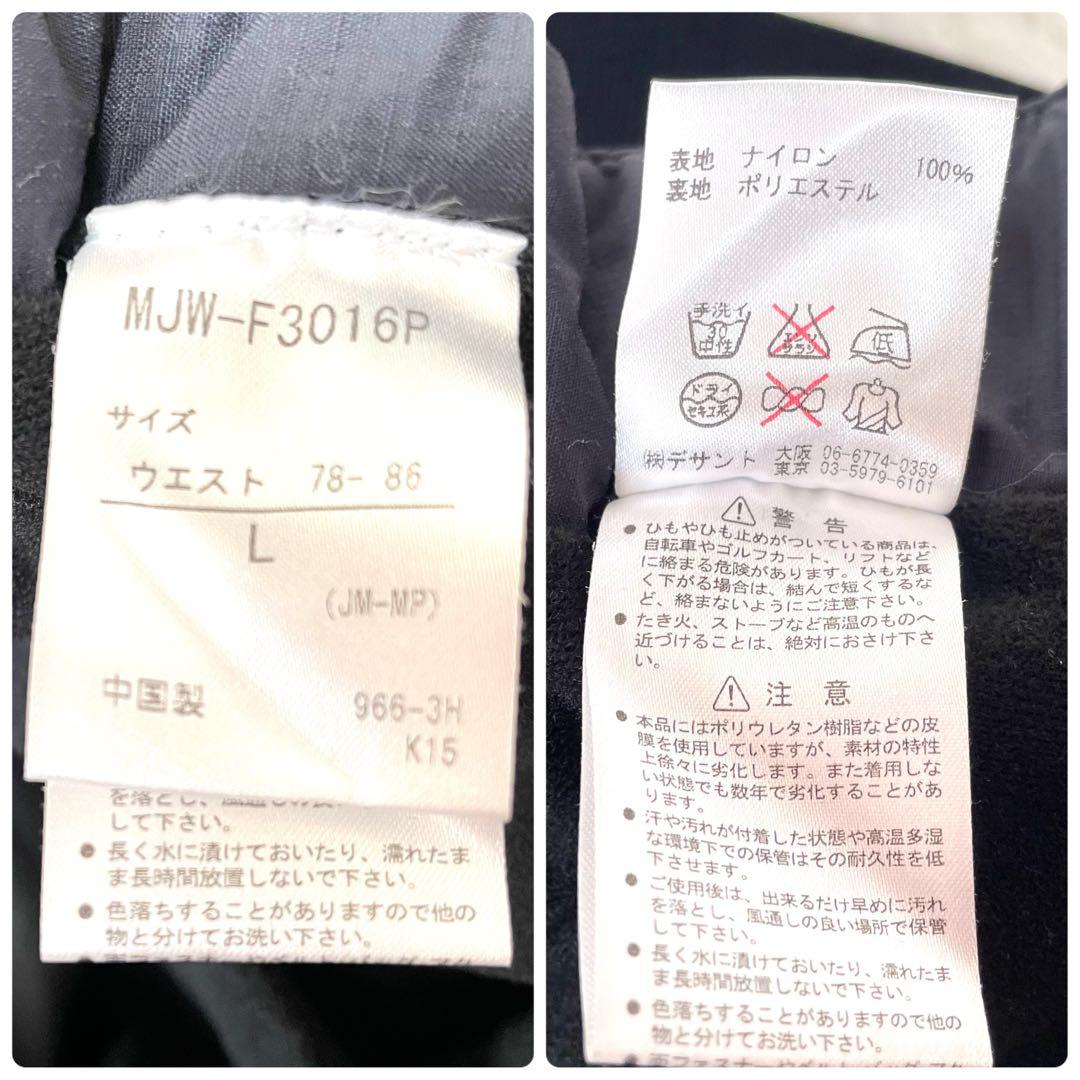 MJW-F3016P
サイズ
ウエスト 78- 86
L
(JM-MP)
中国製 966-3H
K15
して下さい。
● 長く水に漬けておいたり、濡れたま
ま長時間放置しないで下さい。
● 色落ちすることがありますので他の
物と分けてお洗い下さい。
表地 ナイロン 100%
裏地 ポリエステル
手洗イ
30
中性
エンソ
サラシ
低
ドライ
セキユ系
(株)デサント 大阪 06-6774-0359
東京 03-5979-6101
警 告
● ひもやひも止めがついている商品は、
自転車やゴルフカート、リフトなど
に絡まる危険があります。ひもが長
く下がる場合は、結んで短くするな
ど、絡まないようにご注意下さい。
● たき火、ストーブなど高温のものへ
近づけることは、絶対におさけ下さ
い。
注 意
● 本品にはポリウレタン樹脂などの皮
膜を使用していますが、素材の特性
上徐々に劣化します。また着用しな
い状態でも数年で劣化することがあ
ります。
● 汗や汚れが付着した状態や高温多湿
な環境下での保管はその耐久性を低
下させます。
● ご使用後は、出来るだけ早めに汚れ
を落とし、風通しの良い場所で保管
して下さい。
● 長く水に漬けておいたり、濡れたま
ま長時間放置しないで下さい。
● 色落ちすることがありますので他の
物と分けてお洗い下さい。